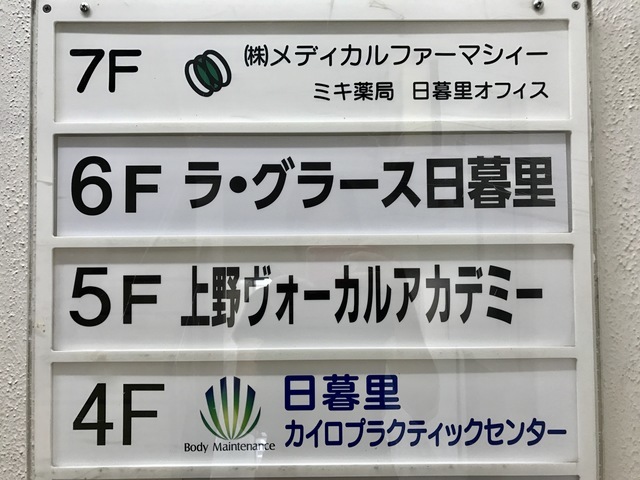 7F ㈱メディカルファーマシィー
ミキ薬局 日暮里オフィス
6F ラ・グラース日暮里
5F 上野ヴォーカルアカデミー
4F Body Maintenance 日暮里
カイロプラクティックセンター